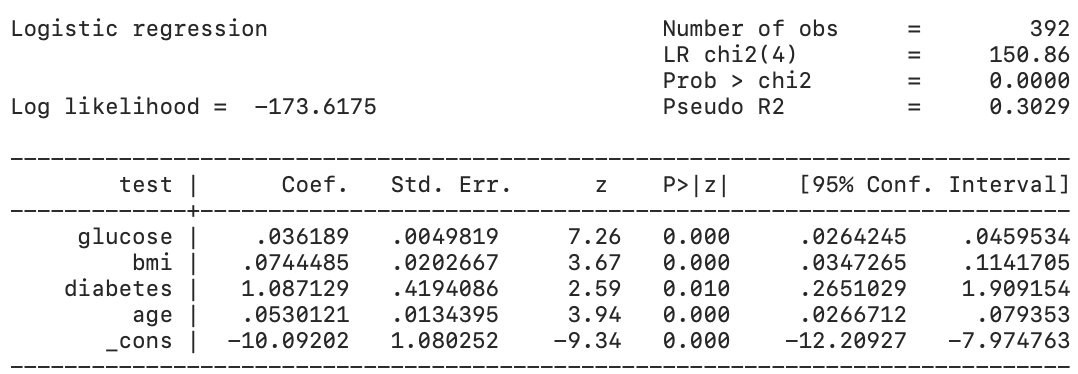 Logistic regression                             Number of obs     =        392
                                                LR chi2(4)        =     150.86
                                                Prob > chi2       =     0.0000
Log likelihood =  -173.6175                     Pseudo R2         =     0.3029

------------------------------------------------------------------------------
        test |      Coef.   Std. Err.      z    P>|z|     [95% Conf. Interval]
-------------+----------------------------------------------------------------
     glucose |    .036189   .0049819     7.26   0.000     .0264245    .0459534
         bmi |   .0744485   .0202667     3.67   0.000     .0347265    .1141705
    diabetes |   1.087129   .4194086     2.59   0.010     .2651029    1.909154
         age |   .0530121   .0134395     3.94   0.000     .0266712     .079353
       _cons |  -10.09202   1.080252    -9.34   0.000    -12.20927   -7.974763
------------------------------------------------------------------------------